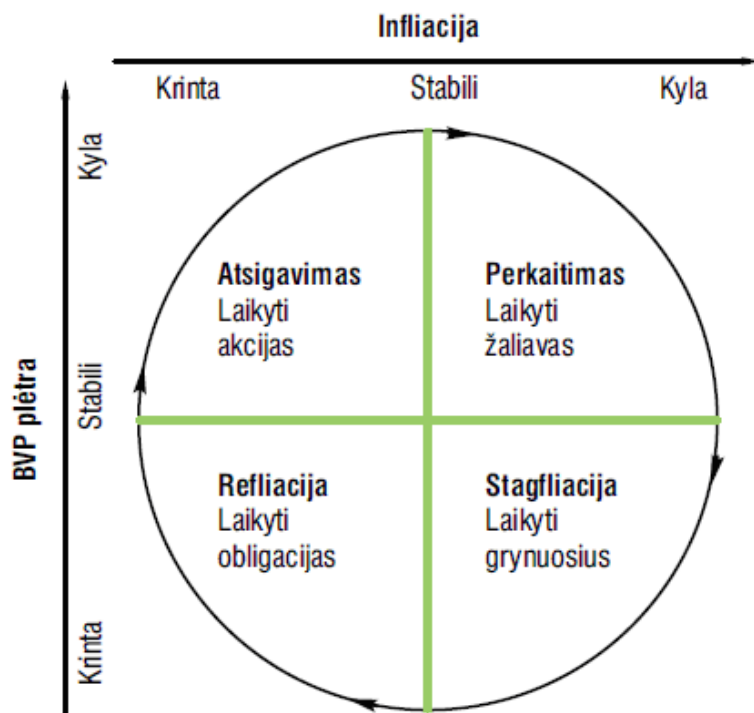 Infliacija
Krinta Stabili Kyla
BVP plėtra
Kyla
Stabili
Krinta
Atsigavimas
Laikyti
akcijas
Perkaitimas
Laikyti
žaliavas
Refliacija
Laikyti
obligacijas
Stagfliacija
Laikyti
grynuosius